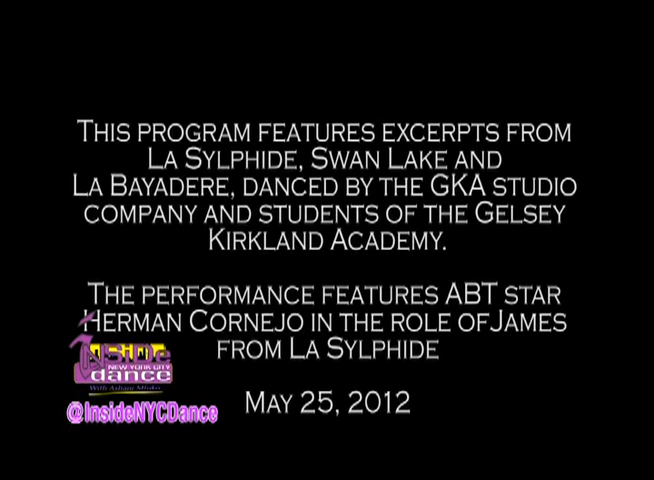 THIS PROGRAM FEATURES EXCERPTS FROM
LA SYLPHIDE, SWAN LAKE AND
LA BAYADERE, DANCED BY THE GKA STUDIO
COMPANY AND STUDENTS OF THE GELSEY
KIRKLAND ACADEMY.
THE PERFORMANCE FEATURES ABT STAR
HERMAN CORNEJO IN THE ROLE OF JAMES
FROM LA SYLPHIDE
INSiDe
NEW YORK CITY
dance
@InsideNYCDance
MAY 25, 2012